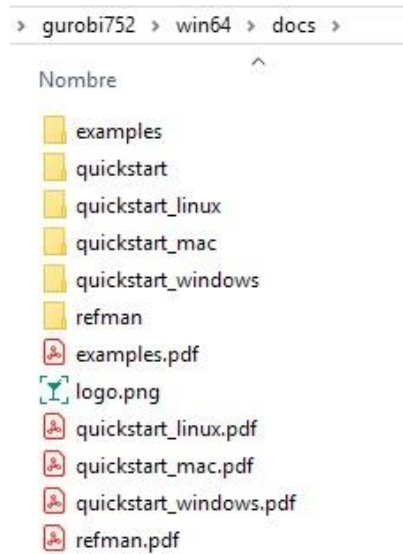 > gurobi752 > win64 > docs >
Nombre
examples
quickstart
quickstart_linux
quickstart_mac
quickstart_windows
refman
examples.pdf
logo.png
quickstart_linux.pdf
quickstart_mac.pdf
quickstart_windows.pdf
refman.pdf